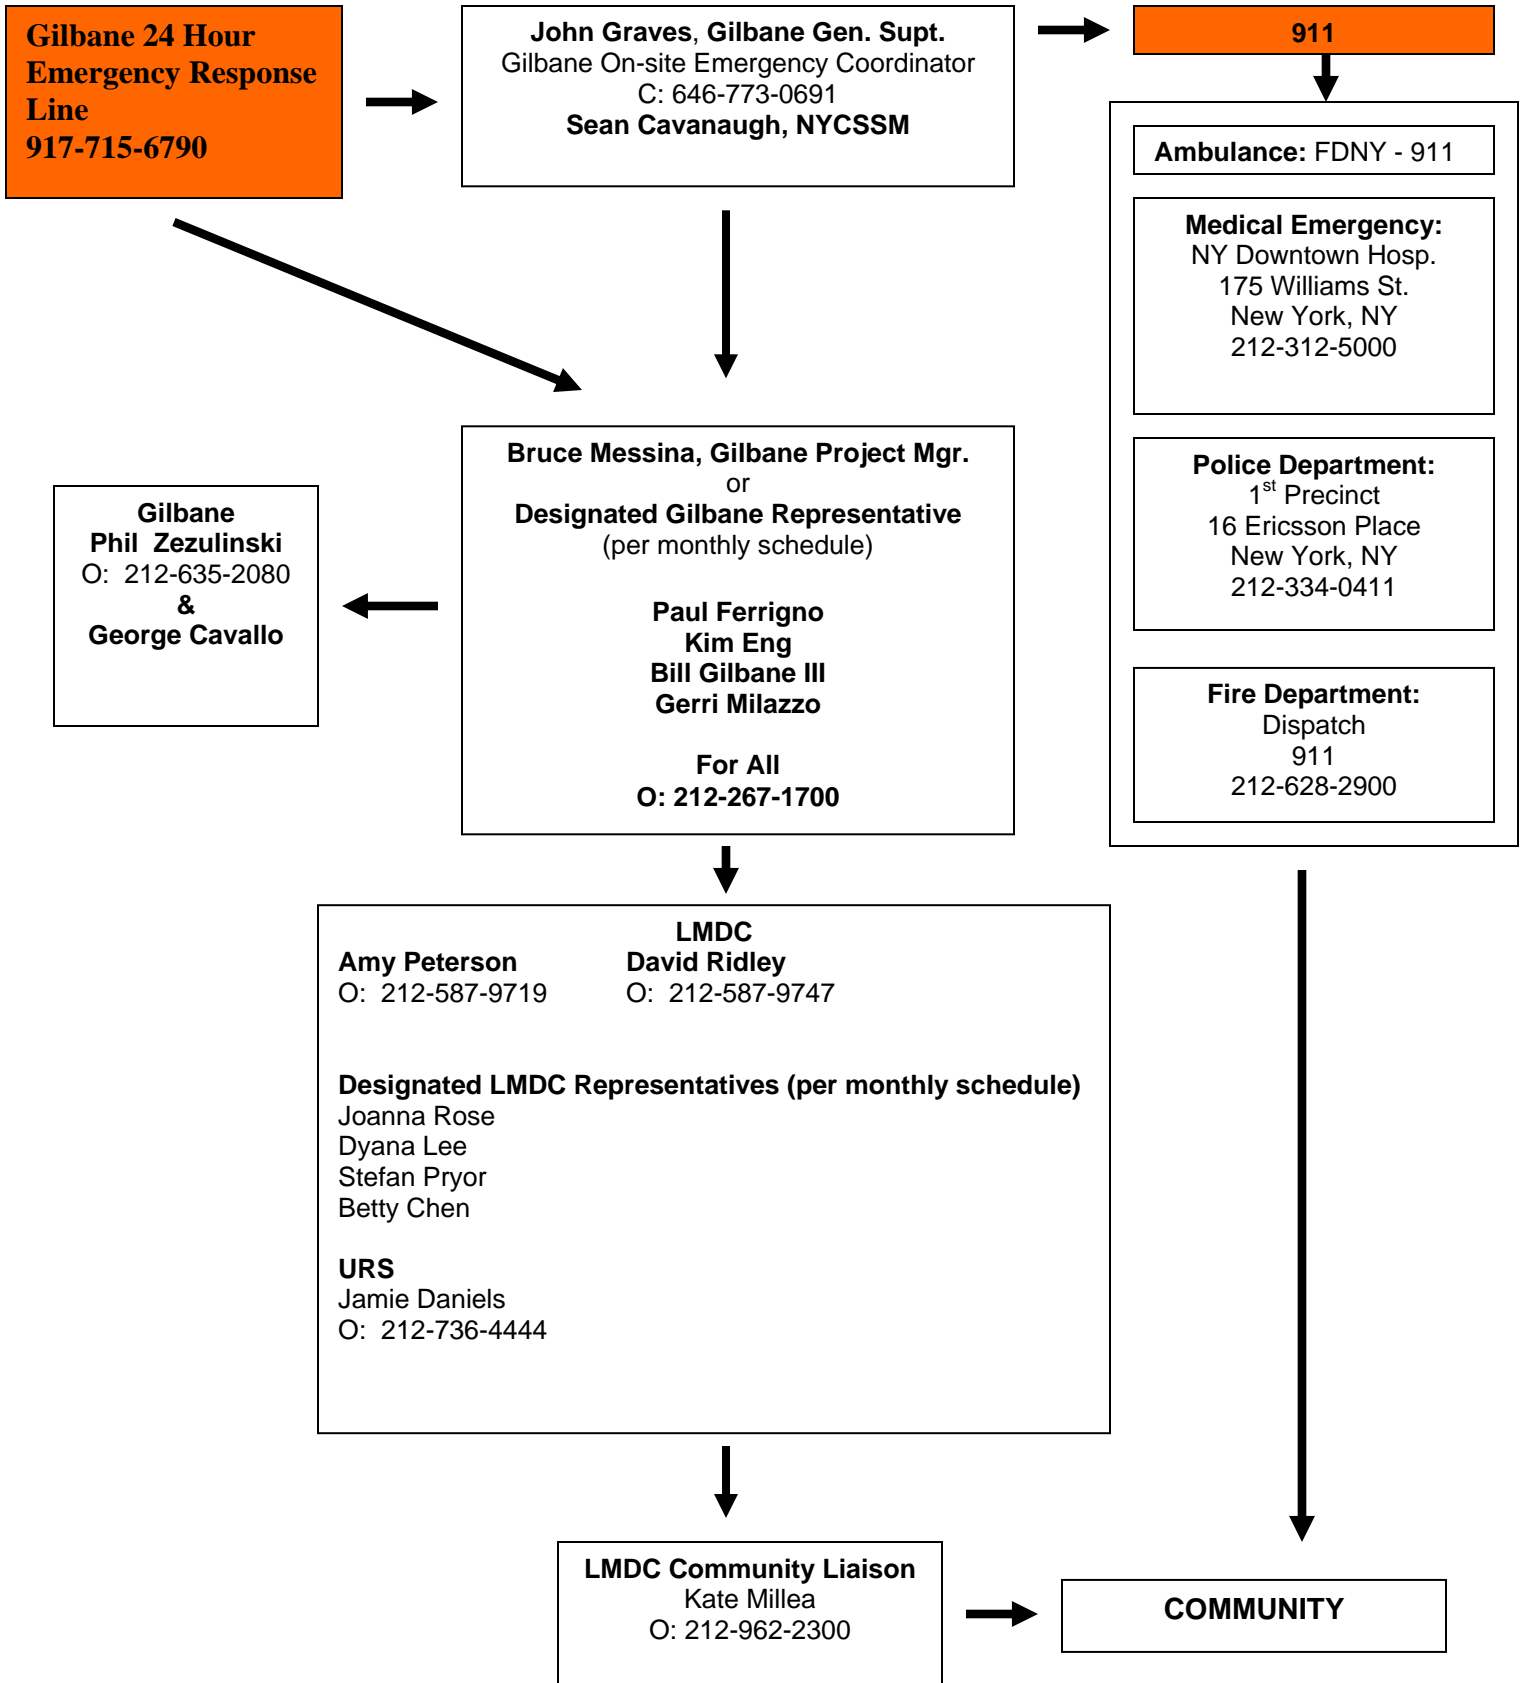 Gilbane 24 Hour
Emergency Response
Line
917-715-6790
John Graves, Gilbane Gen. Supt.
Gilbane On-site Emergency Coordinator
C: 646-773-0691
Sean Cavanaugh, NYCSSM
911
Ambulance: FDNY - 911
Medical Emergency:
NY Downtown Hosp.
175 Williams St.
New York, NY
212-312-5000
Police Department:
1st Precinct
16 Ericsson Place
New York, NY
212-334-0411
Fire Department:
Dispatch
911
212-628-2900
Bruce Messina, Gilbane Project Mgr.
or
Designated Gilbane Representative
(per monthly schedule)
Paul Ferrigno
Kim Eng
Bill Gilbane III
Gerri Milazzo
For All
O: 212-267-1700
Gilbane
Phil Zezulinski
O: 212-635-2080
&
George Cavallo
LMDC
Amy Peterson David Ridley
O: 212-587-9719 O: 212-587-9747
Designated LMDC Representatives (per monthly schedule)
Joanna Rose
Dyana Lee
Stefan Pryor
Betty Chen
URS
Jamie Daniels
O: 212-736-4444
LMDC Community Liaison
Kate Millea
O: 212-962-2300
COMMUNITY